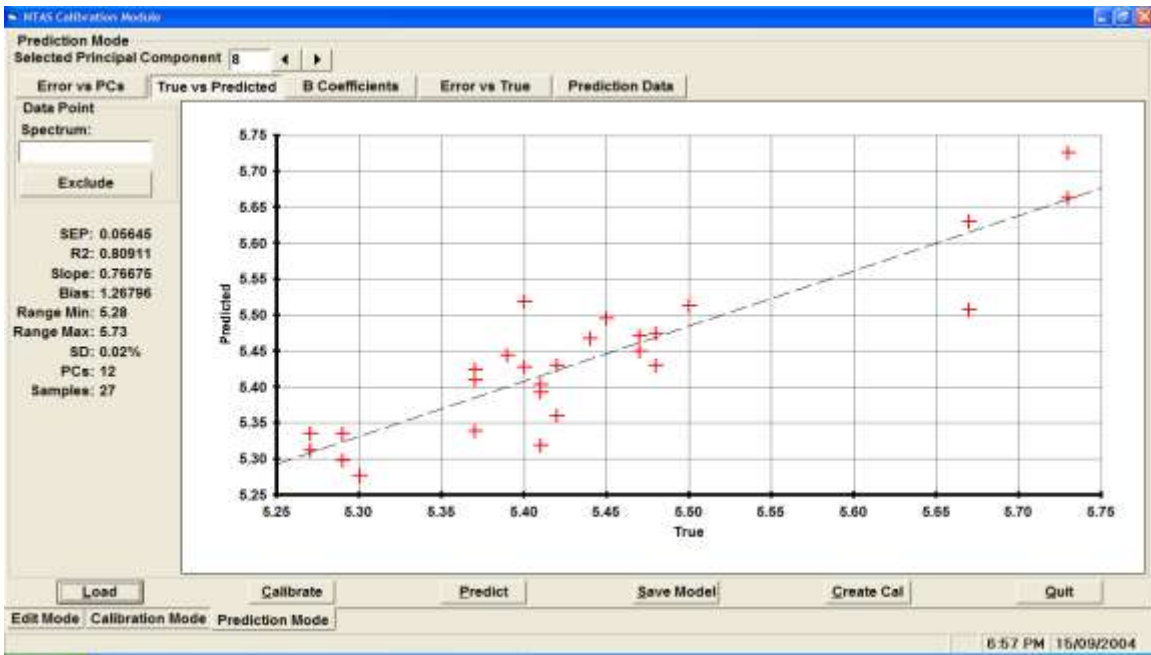 NTAS Calibration Module
Prediction Mode
Selected Principal Component 8
Error vs PCs True vs Predicted B Coefficients Error vs True Prediction Data
Data Point
Spectrum:
Exclude
SEP: 0.05645
R2: 0.80911
Slope: 0.76675
Bias: 1.26796
Range Min: 5.28
Range Max: 5.73
SD: 0.02%
PCs: 12
Samples: 27
5.75
5.70
5.65
5.60
5.55
5.50
5.45
5.40
5.35
5.30
5.25
Predicted
5.25 5.30 5.35 5.40 5.45 5.50 5.55 5.60 5.65 5.70 5.75
True
Load Calibrate Predict Save Model Create Cal Quit
Edit Mode Calibration Mode Prediction Mode
6:57 PM 15/09/2004